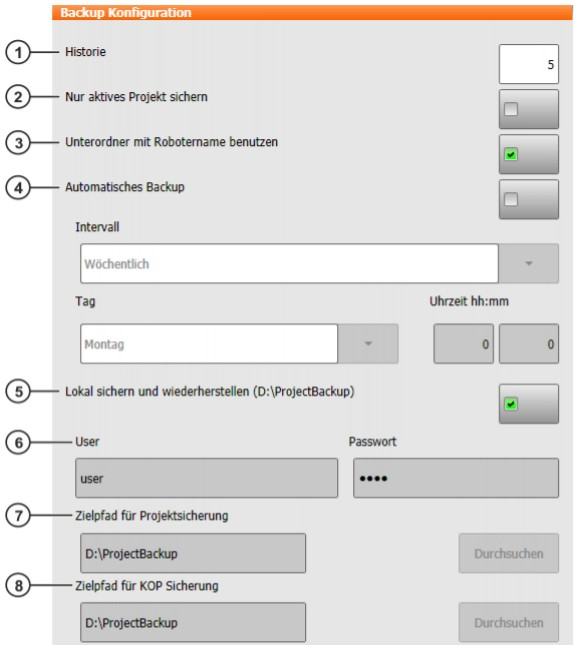 Backup Konfiguration
1 Historie 5
2 Nur aktives Projekt sichern
3 Unterordner mit Robotername benutzen
4 Automatisches Backup
Intervall
Wöchentlich
Tag Uhrzeit hh:mm
Montag 0 0
5 Lokal sichern und wiederherstellen (D:\ProjectBackup)
6 User Passwort
user ••••
7 Zielpfad für Projektsicherung
D:\ProjectBackup Durchsuchen
8 Zielpfad für KOP Sicherung
D:\ProjectBackup Durchsuchen